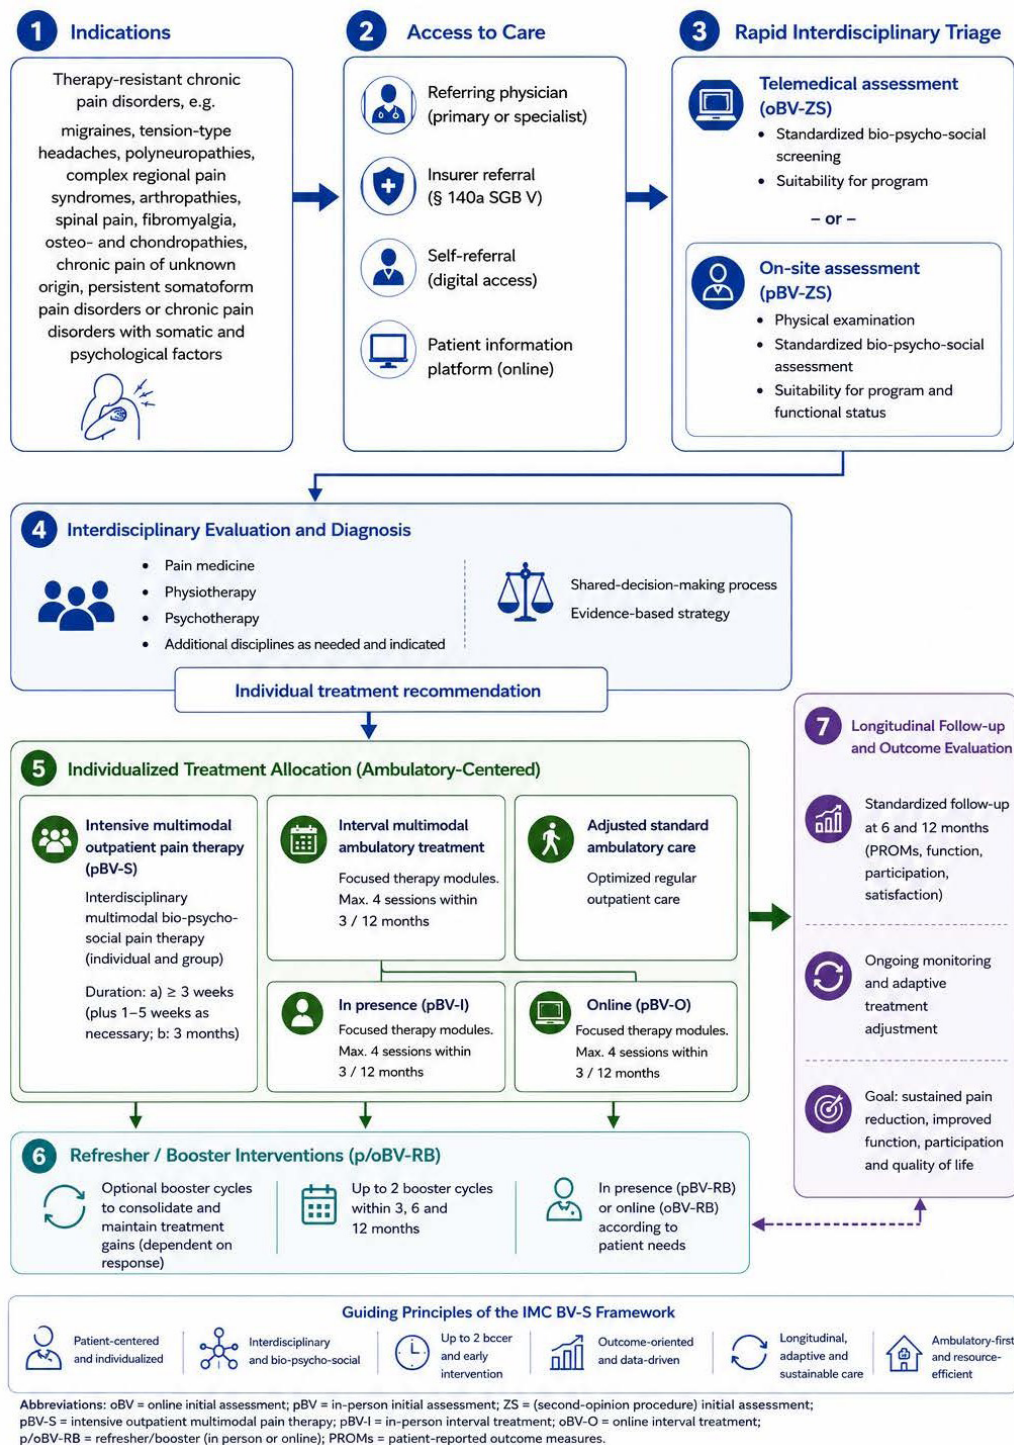 1 Indications
Therapy-resistant chronic
pain disorders, e.g.
migraines, tension-type
headaches, polyneuropathies,
complex regional pain
syndromes, arthropathies,
spinal pain, fibromyalgia,
osteo- and chondropathies,
chronic pain of unknown
origin, persistent somatoform
pain disorders or chronic pain
disorders with somatic and
psychological factors
2 Access to Care
Referring physician
(primary or specialist)
Insurer referral
(§ 140a SGB V)
Self-referral
(digital access)
Patient information
platform (online)
3 Rapid Interdisciplinary Triage
Telemedical assessment
(oBV-ZS)
• Standardized bio-psycho-social
screening
• Suitability for program
– or –
On-site assessment
(pBV-ZS)
• Physical examination
• Standardized bio-psycho-social
assessment
• Suitability for program and
functional status
4 Interdisciplinary Evaluation and Diagnosis
• Pain medicine
• Physiotherapy
• Psychotherapy
• Additional disciplines as needed and indicated
Shared-decision-making process
Evidence-based strategy
Individual treatment recommendation
5 Individualized Treatment Allocation (Ambulatory-Centered)
Intensive multimodal
outpatient pain therapy
(pBV-S)
Interdisciplinary
multimodal bio-psycho-
social pain therapy
(individual and group)
Duration: a) ≥ 3 weeks
(plus 1–5 weeks as
necessary; b: 3 months)
Interval multimodal
ambulatory treatment
Focused therapy modules.
Max. 4 sessions within
3 / 12 months
Adjusted standard
ambulatory care
Optimized regular
outpatient care
In presence (pBV-I)
Focused therapy modules.
Max. 4 sessions within
3 / 12 months
Online (pBV-O)
Focused therapy modules.
Max. 4 sessions within
3 / 12 months
6 Refresher / Booster Interventions (p/oBV-RB)
Optional booster cycles
to consolidate and
maintain treatment
gains (dependent on
response)
Up to 2 booster cycles
within 3, 6 and
12 months
In presence (pBV-RB)
or online (oBV-RB)
according to
patient needs
7 Longitudinal Follow-up
and Outcome Evaluation
Standardized follow-up
at 6 and 12 months
(PROMs, function,
participation,
satisfaction)
Ongoing monitoring
and adaptive
treatment
adjustment
Goal: sustained pain
reduction, improved
function, participation
and quality of life
Guiding Principles of the IMC BV-S Framework
Patient-centered
and individualized
Interdisciplinary
and bio-psycho-social
Up to 2 bccer
and early
intervention
Outcome-oriented
and data-driven
Longitudinal,
adaptive and
sustainable care
Ambulatory-first
and resource-
efficient
Abbreviations: oBV = online initial assessment; pBV = in-person initial assessment; ZS = (second-opinion procedure) initial assessment;
pBV-S = intensive outpatient multimodal pain therapy; pBV-I = in-person interval treatment; oBV-O = online interval treatment;
p/oBV-RB = refresher/booster (in person or online); PROMs = patient-reported outcome measures.